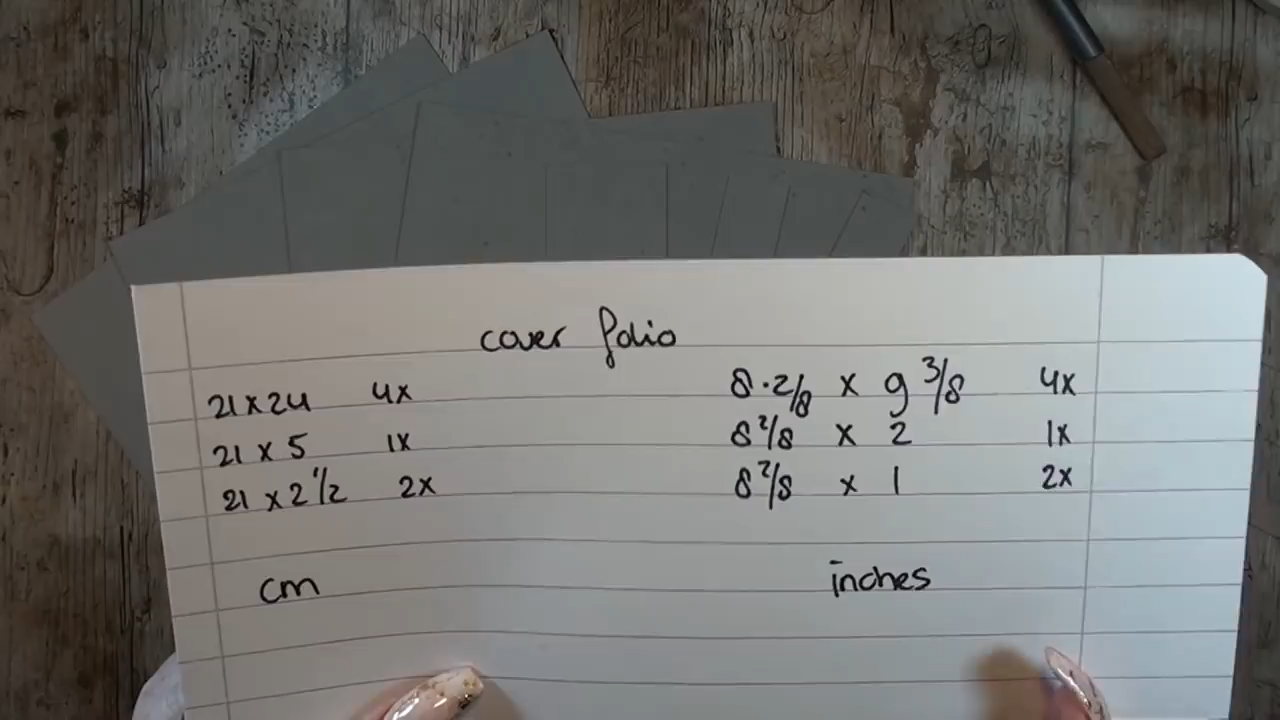 cover folio
21 x 24 4x 8 · 2/8 x 9 3/8 4x
21 x 5 1x 8 2/8 x 2 1x
21 x 2 1/2 2x 8 2/8 x 1 2x
cm inches